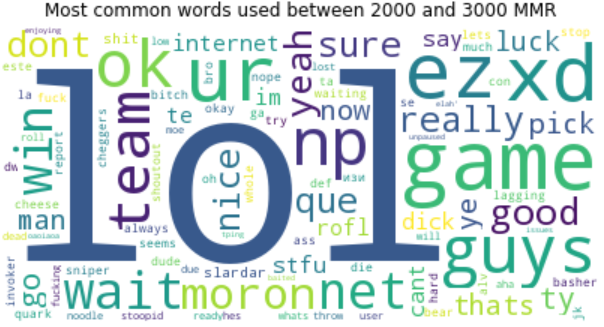 Most common words used between 2000 and 3000 MMR
enjoying
dont
shit
low
internet
yeah
sure
say
lets
much
luck
stop
este
ok
ur
bro
nope
im
ta
lost
waiting
ez
xd
con
la
fuck
team
bitch
te
okay
ga
try
now
se
really
pick
win
roll
report
cheggers
moe
lol
np
unpaused
game
dw
shoutout
nice
oh
whole
def
cheese
man
always
tping
que
rofl
dick
ye
lagging
good
dead
seems
ass
will
guys
issues
invoker
go
fucking
sniper
dude
due
slardar
stfu
die
cant
hard
alv
aha
basher
wait
moron
baited
net
bear
thats
ty
jk
quark
noodle
stoopid
readyhes
whats
throw
user